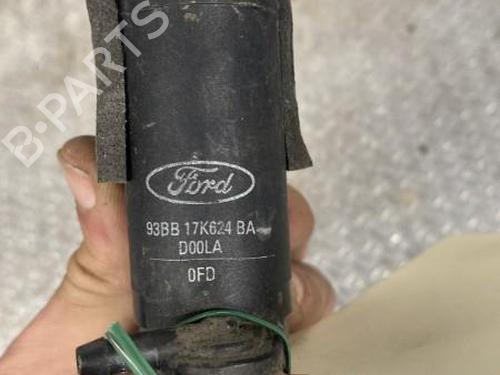 B-PARTS
Ford
93BB 17K624 BA
D00LA
0FD